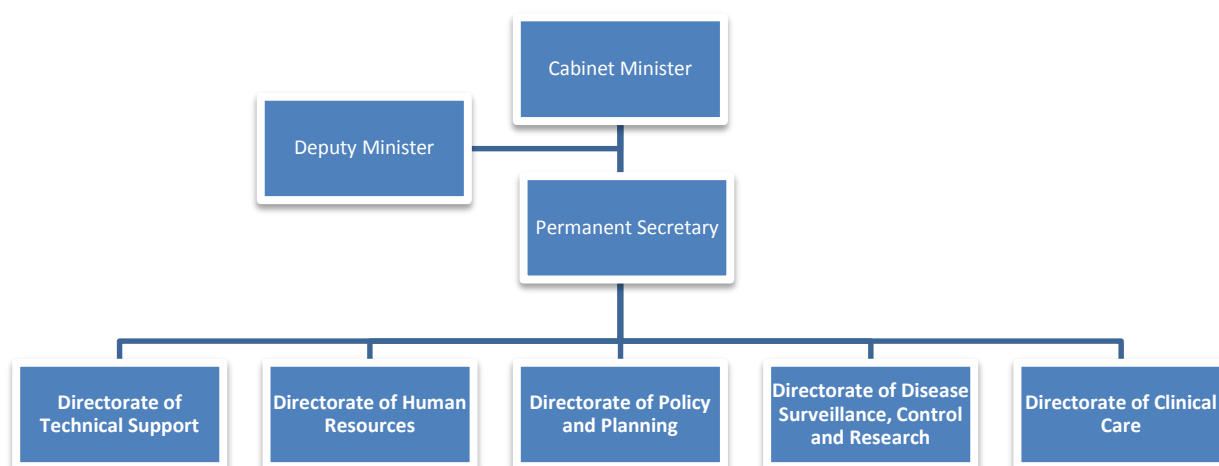 Cabinet Minister
Deputy Minister
Permanent Secretary
Directorate of
Technical Support
Directorate of Human
Resources
Directorate of Policy
and Planning
Directorate of Disease
Surveillance, Control
and Research
Directorate of Clinical
Care